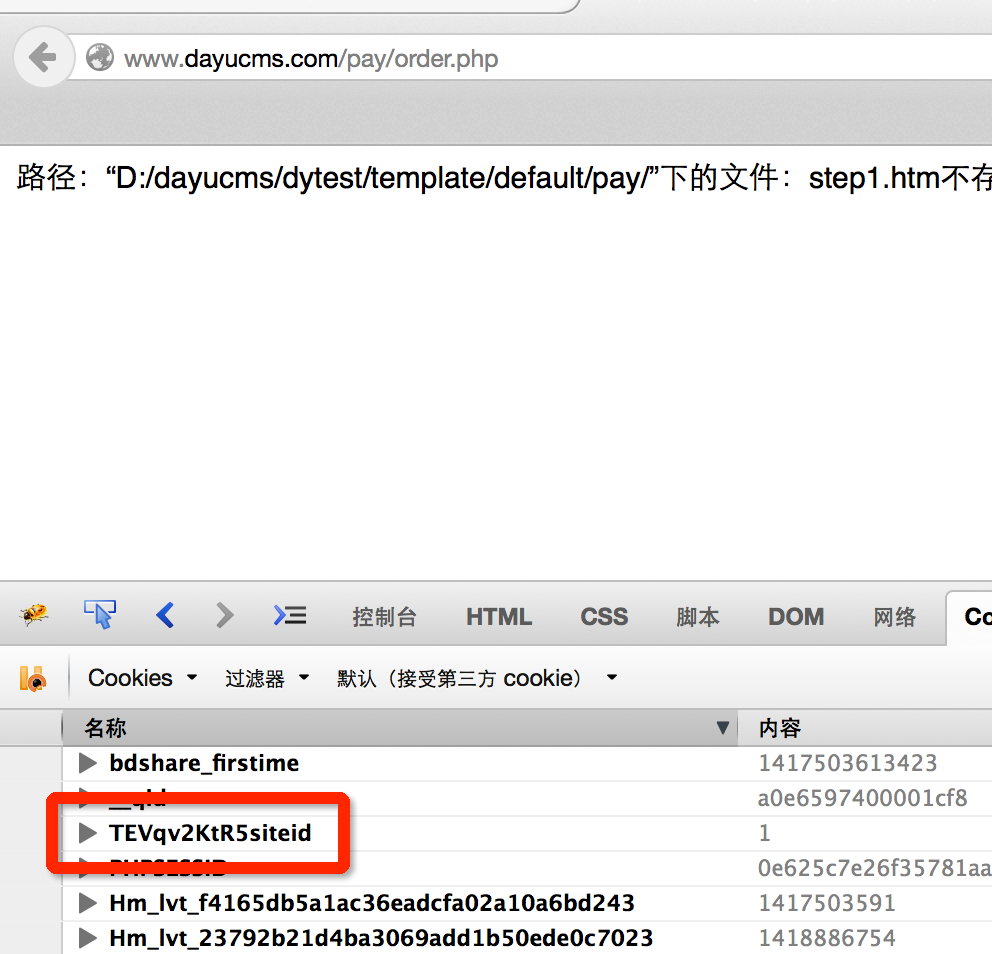 www.dayucms.com/pay/order.php
路径：“D:/dayucms/dytest/template/default/pay/”下的文件：step1.htm不存
控制台 HTML CSS 脚本 DOM 网络 Co
Cookies 过滤器 默认（接受第三方 cookie）
名称 内容
bdshare_firstime 1417503613423
__qid a0e6597400001cf8
TEVqv2KtR5siteid 1
PHPSESSID 0e625c7e26f35781aa
Hm_lvt_f4165db5a1ac36eadcfa02a10a6bd243 1417503591
Hm_lvt_23792b21d4ba3069add1b50ede0c7023 1418886754